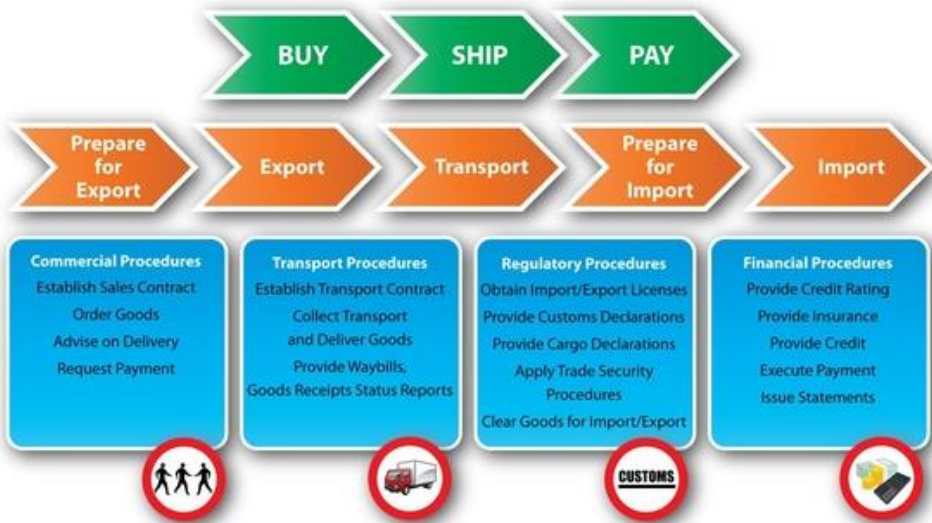 BUY
SHIP
PAY
Prepare
for
Export
Export
Transport
Prepare
for
Import
Import
Commercial Procedures
Establish Sales Contract
Order Goods
Advise on Delivery
Request Payment
Transport Procedures
Establish Transport Contract
Collect Transport
and Deliver Goods
Provide Waybills,
Goods Receipts Status Reports
Regulatory Procedures
Obtain Import/Export Licenses
Provide Customs Declarations
Provide Cargo Declarations
Apply Trade Security
Procedures
Clear Goods for Import/Export
Financial Procedures
Provide Credit Rating
Provide Insurance
Provide Credit
Execute Payment
Issue Statements
CUSTOMS